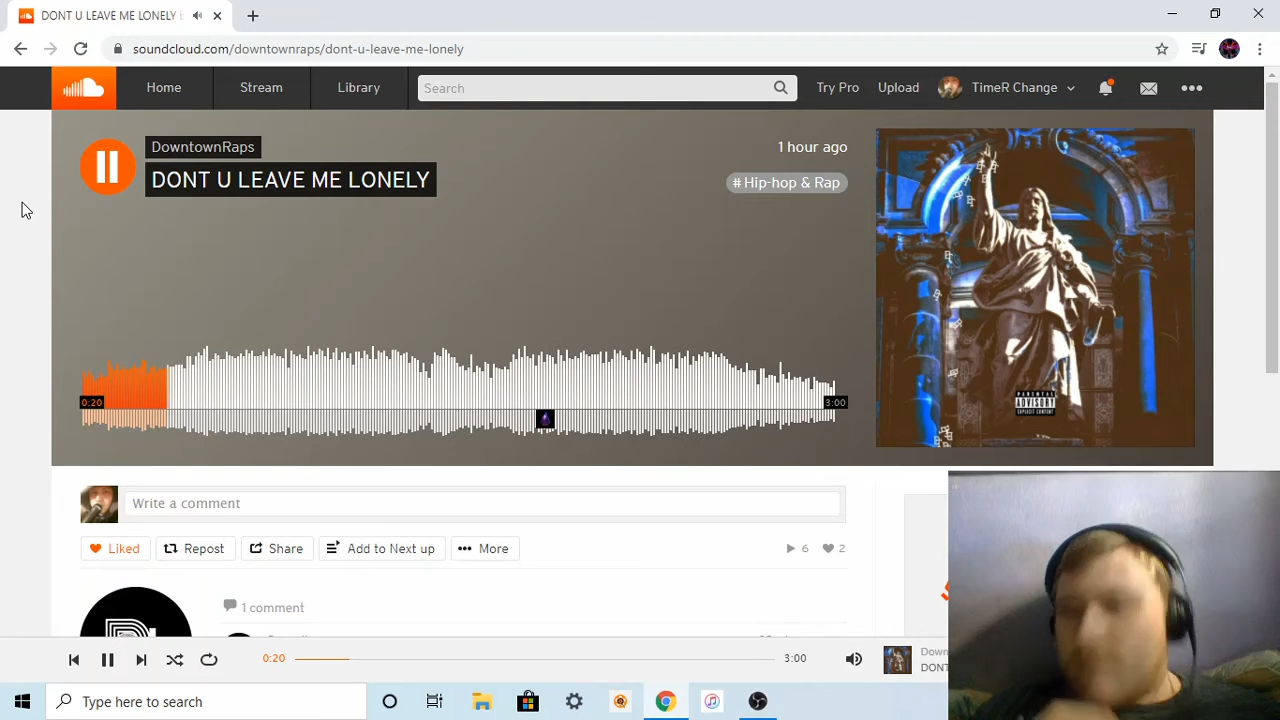 DONT U LEAVE ME LONELY
soundcloud.com/downtownraps/dont-u-leave-me-lonely
Home
Stream
Library
Search
Try Pro
Upload
TimeR Change
DowntownRaps
1 hour ago
DONT U LEAVE ME LONELY
# Hip-hop & Rap
0:20
3:00
PARENTAL
ADVISORY
EXPLICIT CONTENT
Write a comment
Liked
Repost
Share
Add to Next up
More
6
2
1 comment
0:20
3:00
Down
DONT
Type here to search